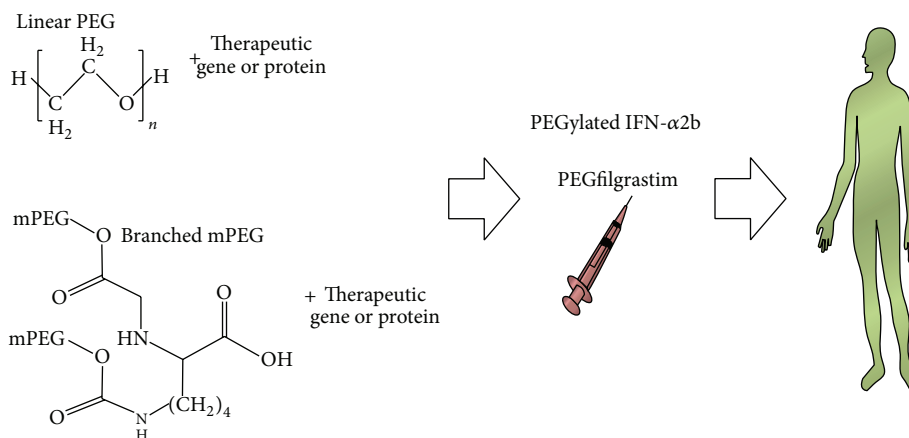 Linear PEG
H2
C
H
C
H2
O
H
n
+ Therapeutic
gene or protein
mPEG
O
Branched mPEG
O
O
mPEG
O
HN
OH
O
N
H
(CH2)4
+ Therapeutic
gene or protein
PEGylated IFN-α2b
PEGfilgrastim